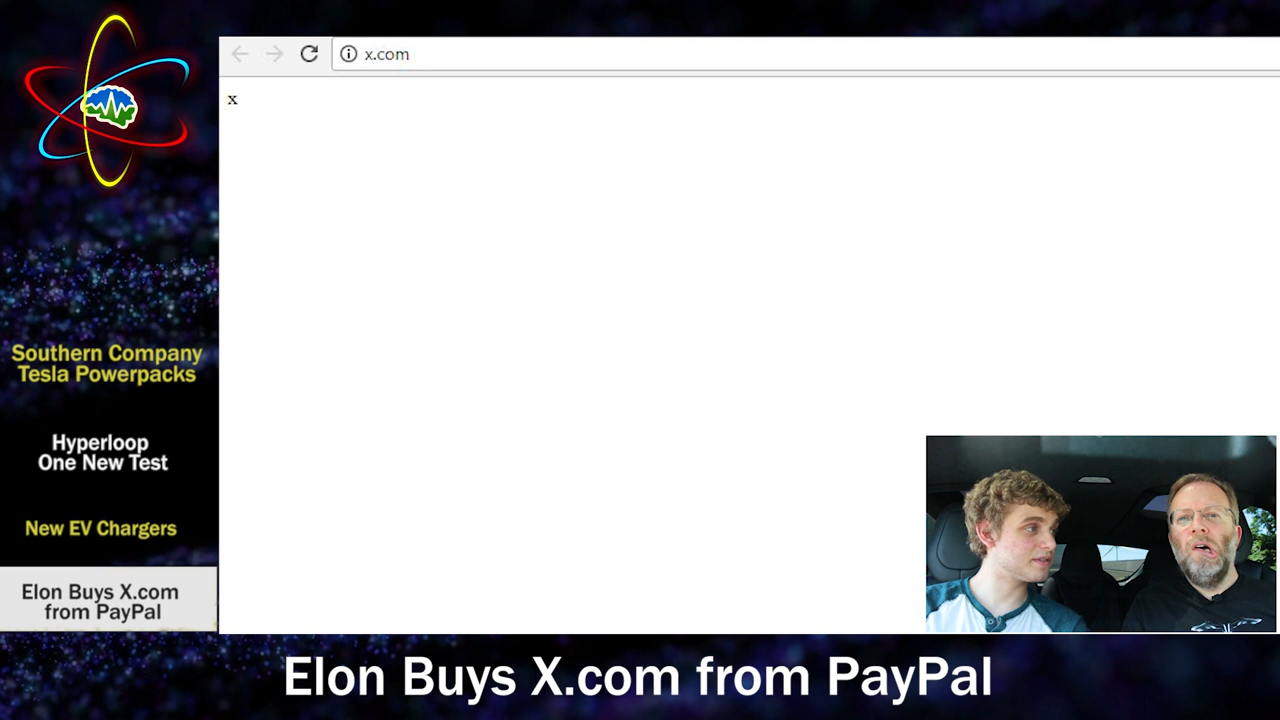 x.com
x
Southern Company
Tesla Powerpacks
Hyperloop
One New Test
New EV Chargers
Elon Buys X.com
from PayPal
Elon Buys X.com from PayPal